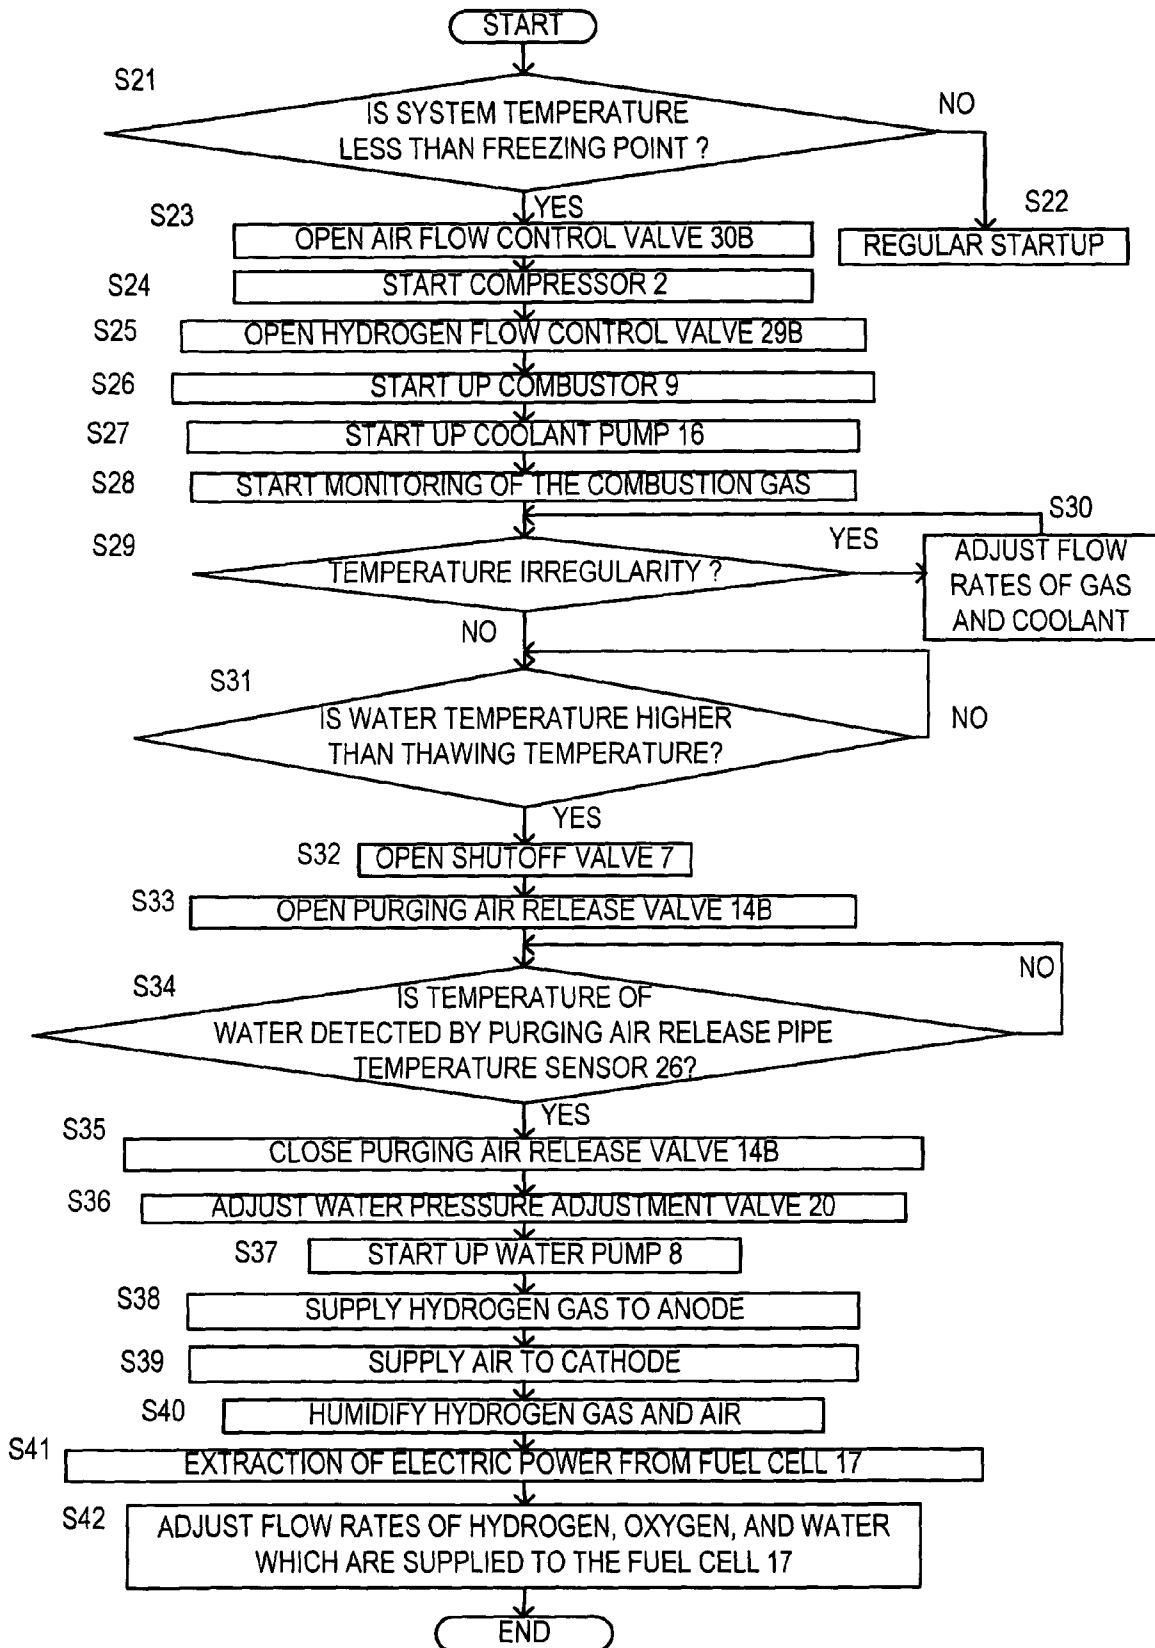 START
S21
IS SYSTEM TEMPERATURE
LESS THAN FREEZING POINT ?
NO
YES
S22
REGULAR STARTUP
S23
OPEN AIR FLOW CONTROL VALVE 30B
S24
START COMPRESSOR 2
S25
OPEN HYDROGEN FLOW CONTROL VALVE 29B
S26
START UP COMBUSTOR 9
S27
START UP COOLANT PUMP 16
S28
START MONITORING OF THE COMBUSTION GAS
S29
TEMPERATURE IRREGULARITY ?
YES
S30
ADJUST FLOW
RATES OF GAS
AND COOLANT
NO
S31
IS WATER TEMPERATURE HIGHER
THAN THAWING TEMPERATURE?
NO
YES
S32
OPEN SHUTOFF VALVE 7
S33
OPEN PURGING AIR RELEASE VALVE 14B
S34
IS TEMPERATURE OF
WATER DETECTED BY PURGING AIR RELEASE PIPE
TEMPERATURE SENSOR 26?
NO
YES
S35
CLOSE PURGING AIR RELEASE VALVE 14B
S36
ADJUST WATER PRESSURE ADJUSTMENT VALVE 20
S37
START UP WATER PUMP 8
S38
SUPPLY HYDROGEN GAS TO ANODE
S39
SUPPLY AIR TO CATHODE
S40
HUMIDIFY HYDROGEN GAS AND AIR
S41
EXTRACTION OF ELECTRIC POWER FROM FUEL CELL 17
S42
ADJUST FLOW RATES OF HYDROGEN, OXYGEN, AND WATER
WHICH ARE SUPPLIED TO THE FUEL CELL 17
END